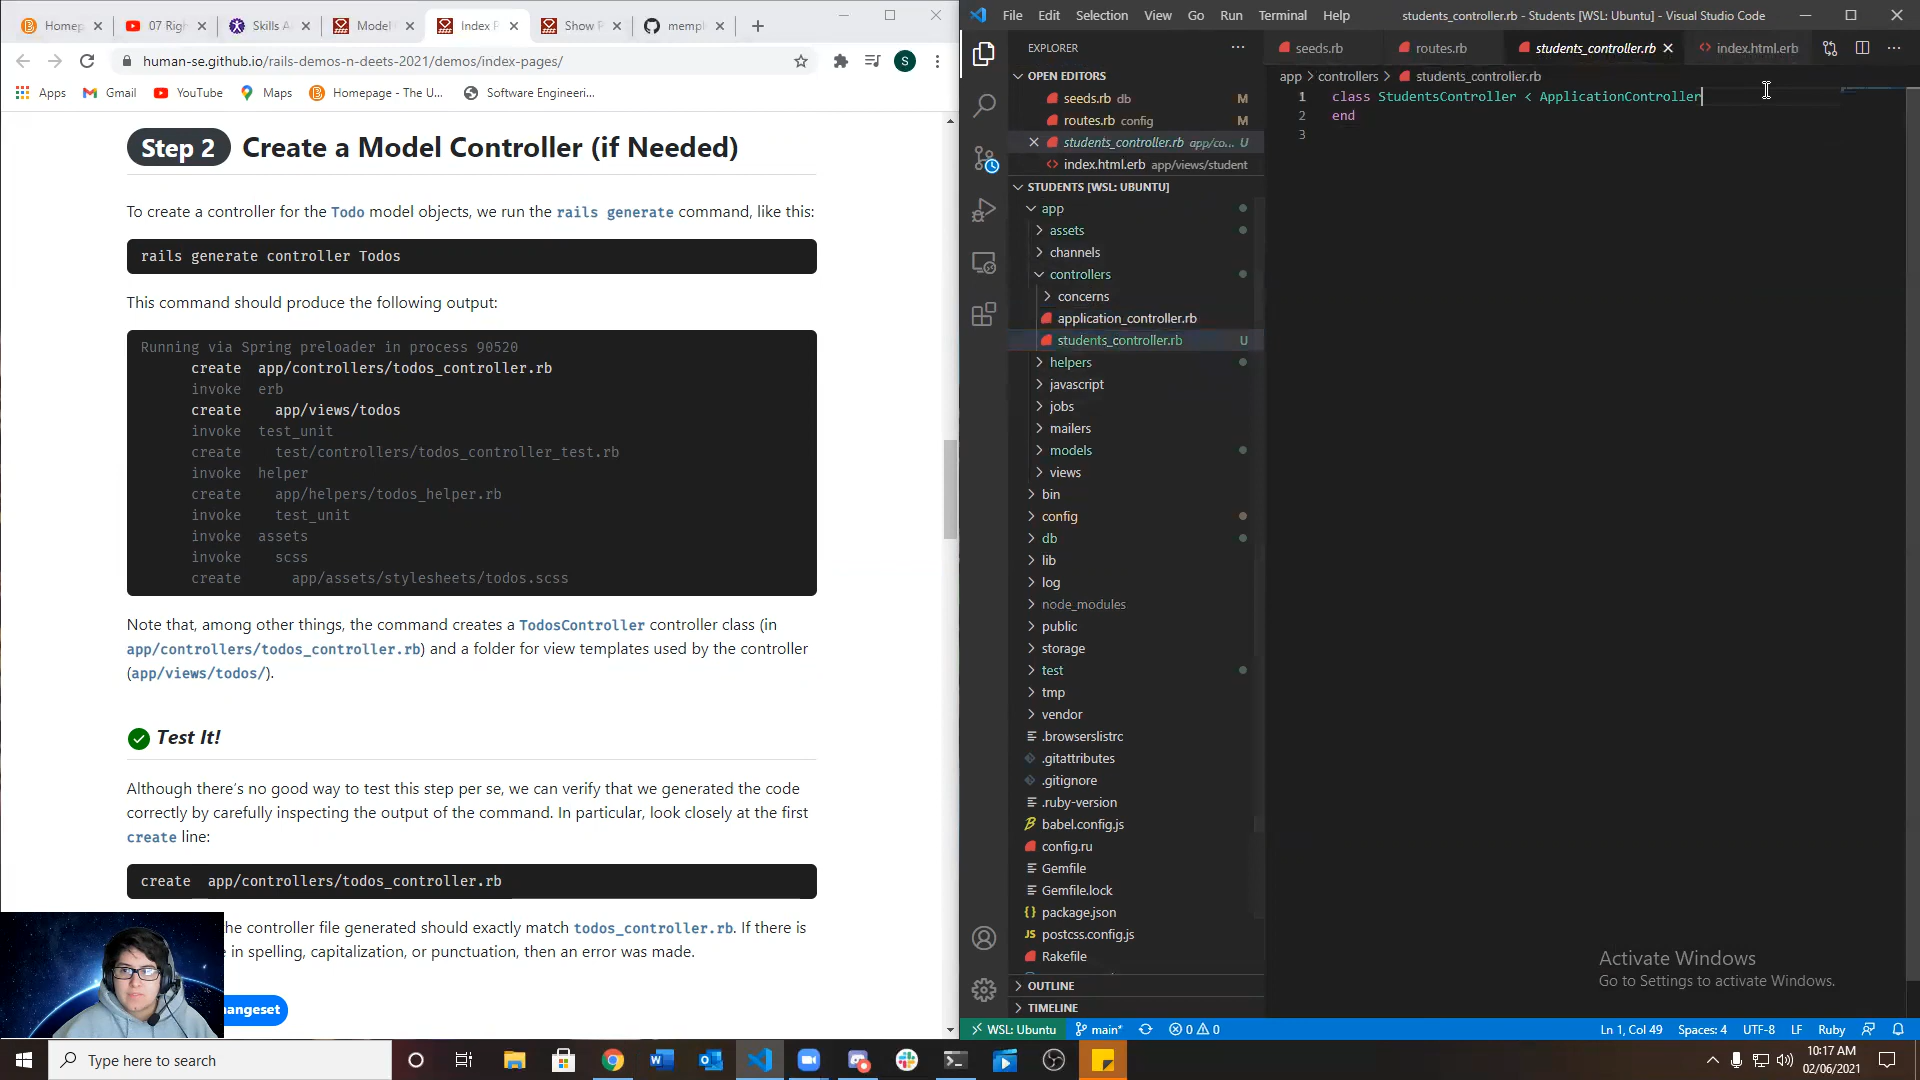 Homep
07 Righ
Skills A
Model
Index P
Show P
memp
human-se.github.io/rails-demos-n-deets-2021/demos/index-pages/
S
Apps
Gmail
YouTube
Maps
Homepage - The U...
Software Engineeri...
Step 2 Create a Model Controller (if Needed)
To create a controller for the Todo model objects, we run the rails generate command, like this:
rails generate controller Todos
This command should produce the following output:
Running via Spring preloader in process 90520
create app/controllers/todos_controller.rb
invoke erb
create app/views/todos
invoke test_unit
create test/controllers/todos_controller_test.rb
invoke helper
create app/helpers/todos_helper.rb
invoke test_unit
invoke assets
invoke scss
create app/assets/stylesheets/todos.scss
Note that, among other things, the command creates a TodosController controller class (in
app/controllers/todos_controller.rb) and a folder for view templates used by the controller
(app/views/todos/).
Test It!
Although there's no good way to test this step per se, we can verify that we generated the code
correctly by carefully inspecting the output of the command. In particular, look closely at the first
create line:
create app/controllers/todos_controller.rb
he controller file generated should exactly match todos_controller.rb. If there is
e in spelling, capitalization, or punctuation, then an error was made.
hangeset
File Edit Selection View Go Run Terminal Help
students_controller.rb - Students [WSL: Ubuntu] - Visual Studio Code
EXPLORER
OPEN EDITORS
seeds.rb db M
routes.rb config M
students_controller.rb app/co... U
index.html.erb app/views/student
STUDENTS [WSL: UBUNTU]
app
assets
channels
controllers
concerns
application_controller.rb
students_controller.rb U
helpers
javascript
jobs
mailers
models
views
bin
config
db
lib
log
node_modules
public
storage
test
tmp
vendor
.browserslistrc
.gitattributes
.gitignore
.ruby-version
babel.config.js
config.ru
Gemfile
Gemfile.lock
package.json
postcss.config.js
Rakefile
OUTLINE
TIMELINE
seeds.rb
routes.rb
students_controller.rb
index.html.erb
app > controllers > students_controller.rb
1 class StudentsController < ApplicationController
2 end
3
Activate Windows
Go to Settings to activate Windows.
WSL: Ubuntu
main*
0 0
Ln 1, Col 49
Spaces: 4
UTF-8
LF
Ruby
Type here to search
10:17 AM
02/06/2021